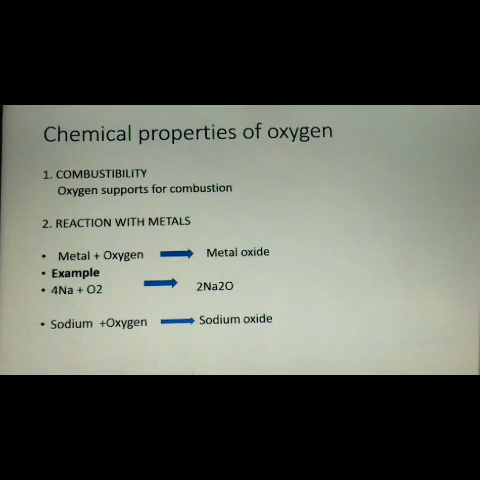 Chemical properties of oxygen
1. COMBUSTIBILITY
Oxygen supports for combustion
2. REACTION WITH METALS
• Metal + Oxygen Metal oxide
• Example
• 4Na + O2 2Na2O
• Sodium +Oxygen Sodium oxide